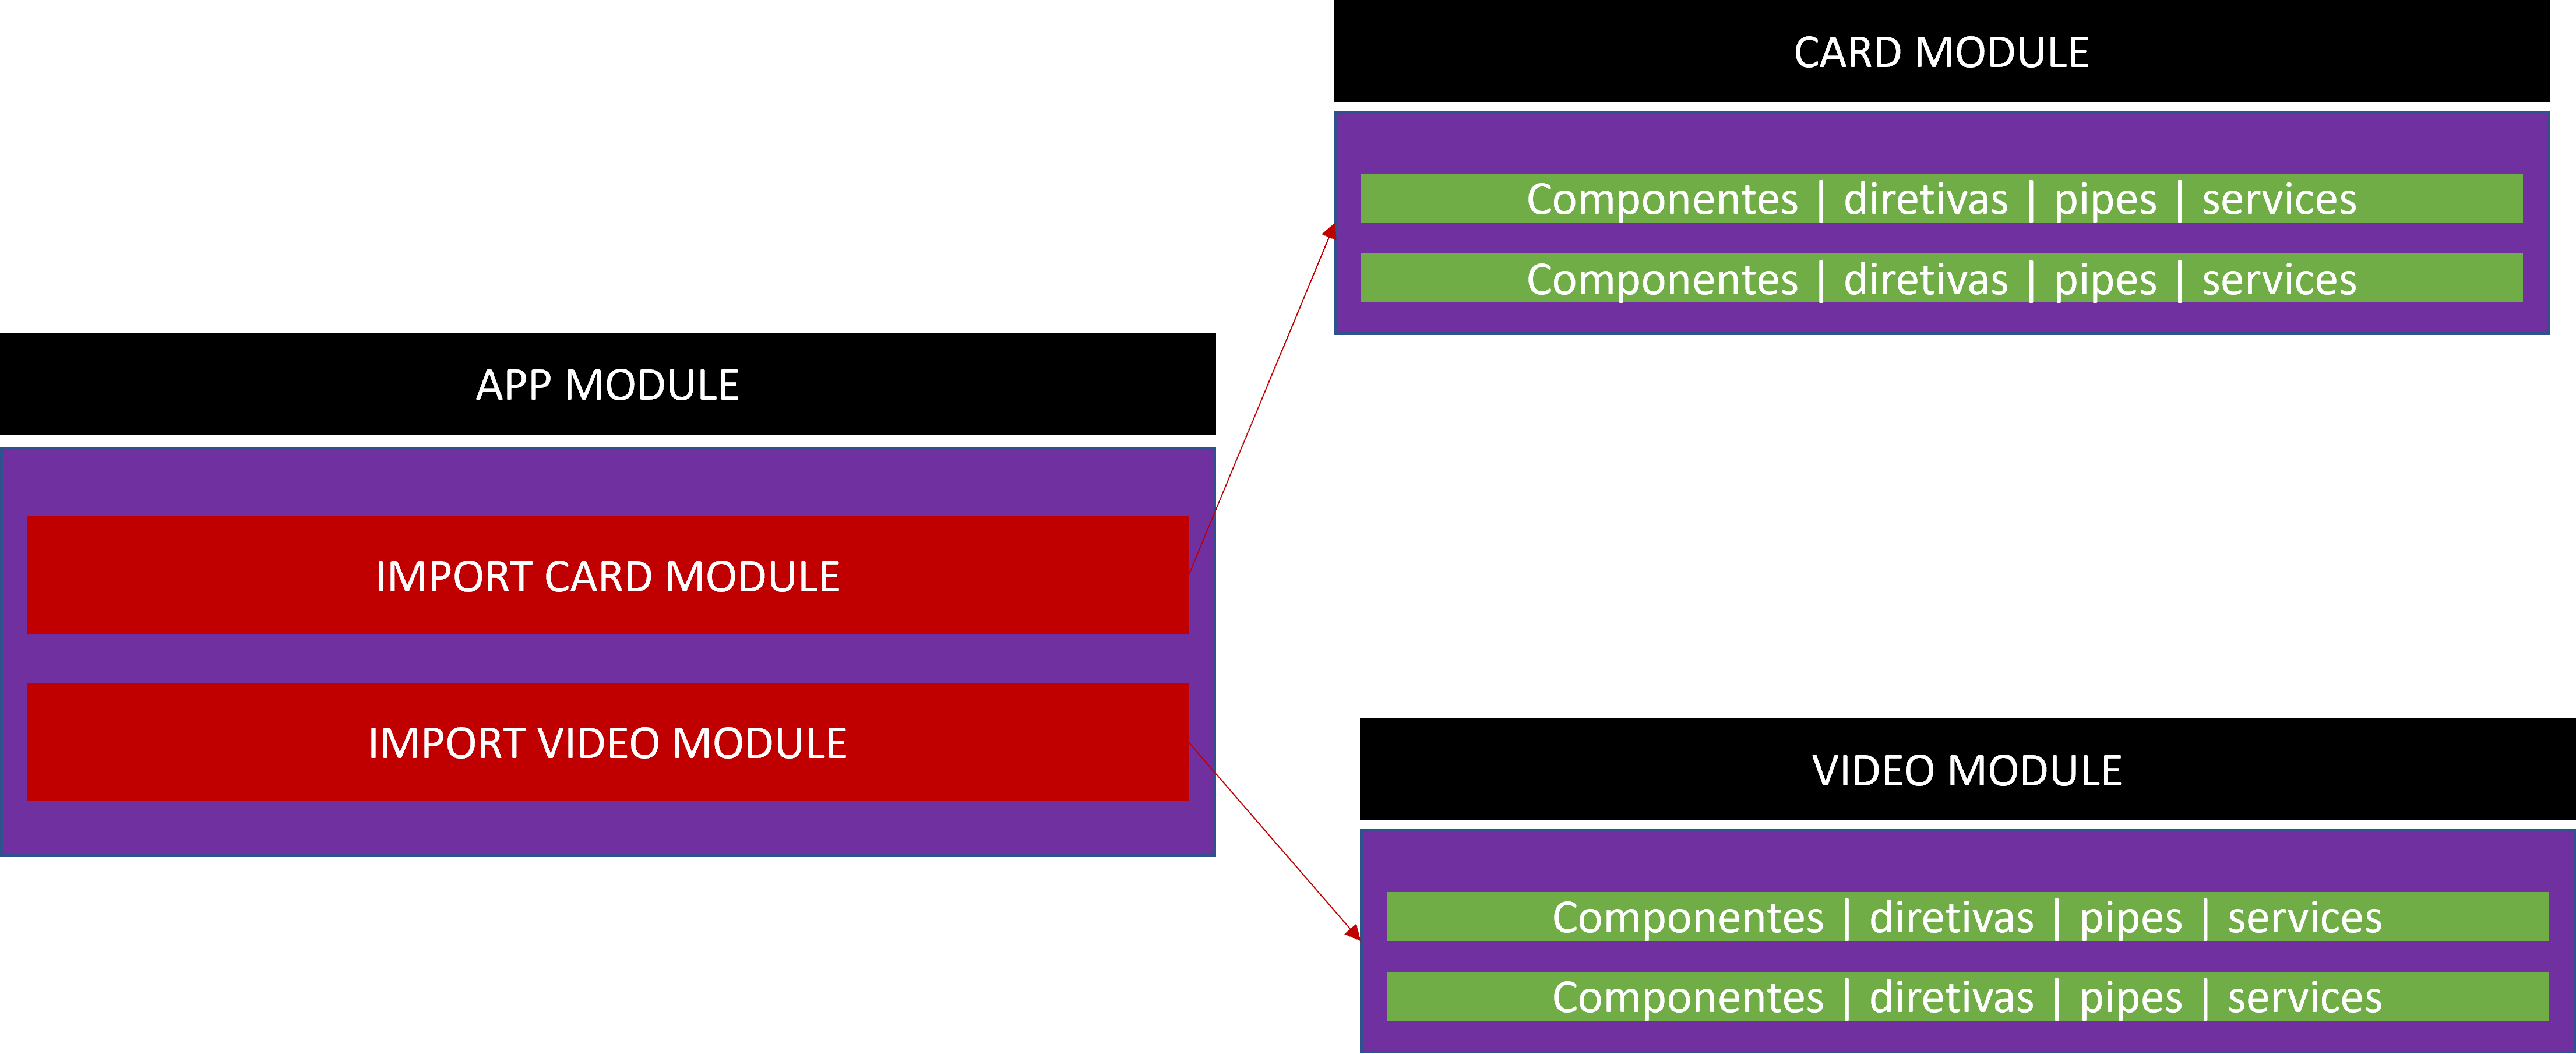 CARD MODULE
Componentes | diretivas | pipes | services
Componentes | diretivas | pipes | services
APP MODULE
IMPORT CARD MODULE
IMPORT VIDEO MODULE
VIDEO MODULE
Componentes | diretivas | pipes | services
Componentes | diretivas | pipes | services